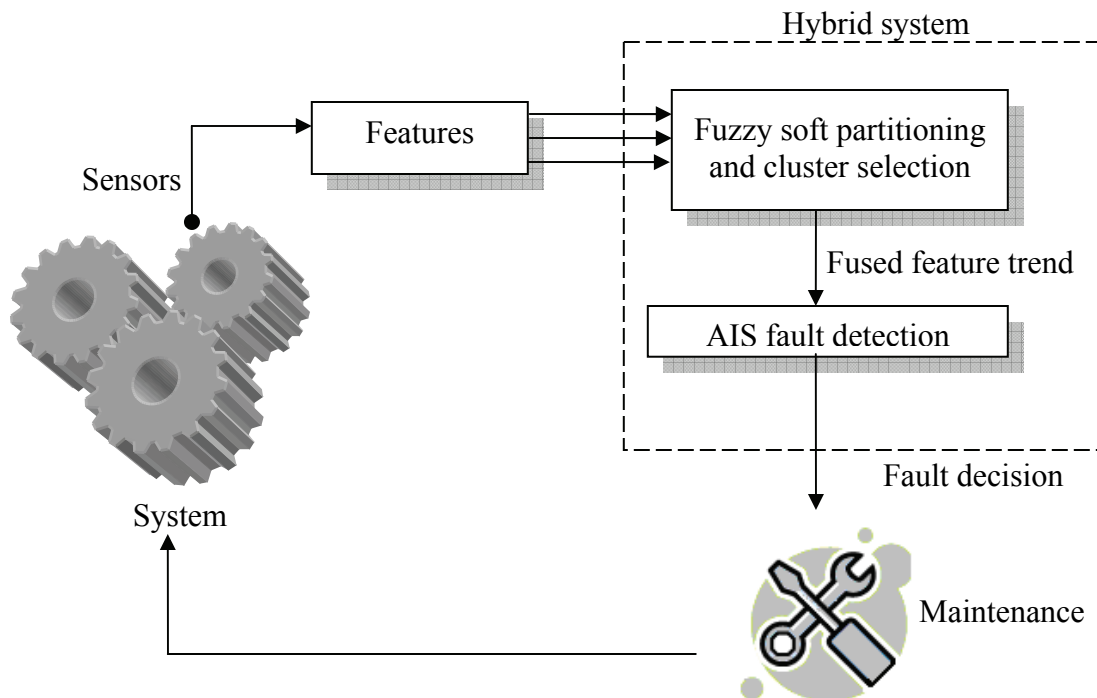 Hybrid system
Features
Fuzzy soft partitioning
and cluster selection
Sensors
Fused feature trend
AIS fault detection
Fault decision
System
Maintenance